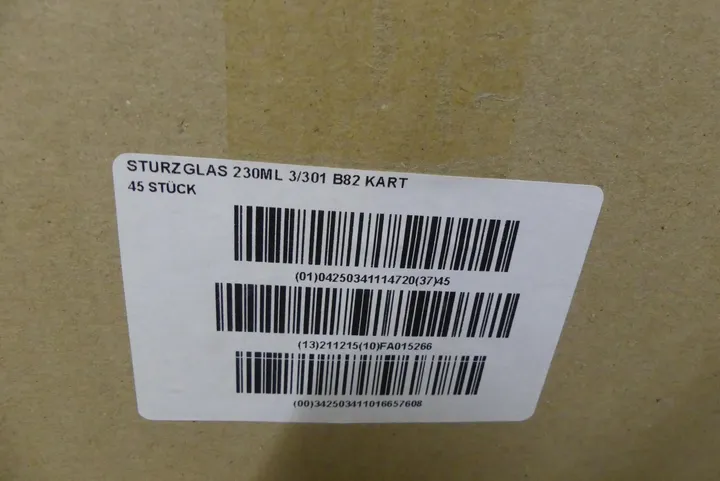 STURZGLAS 230ML 3/301 B82 KART
45 STÜCK
(01)04250341114720(37)45
(13)211215(10)FA015266
(00)342503411016657608